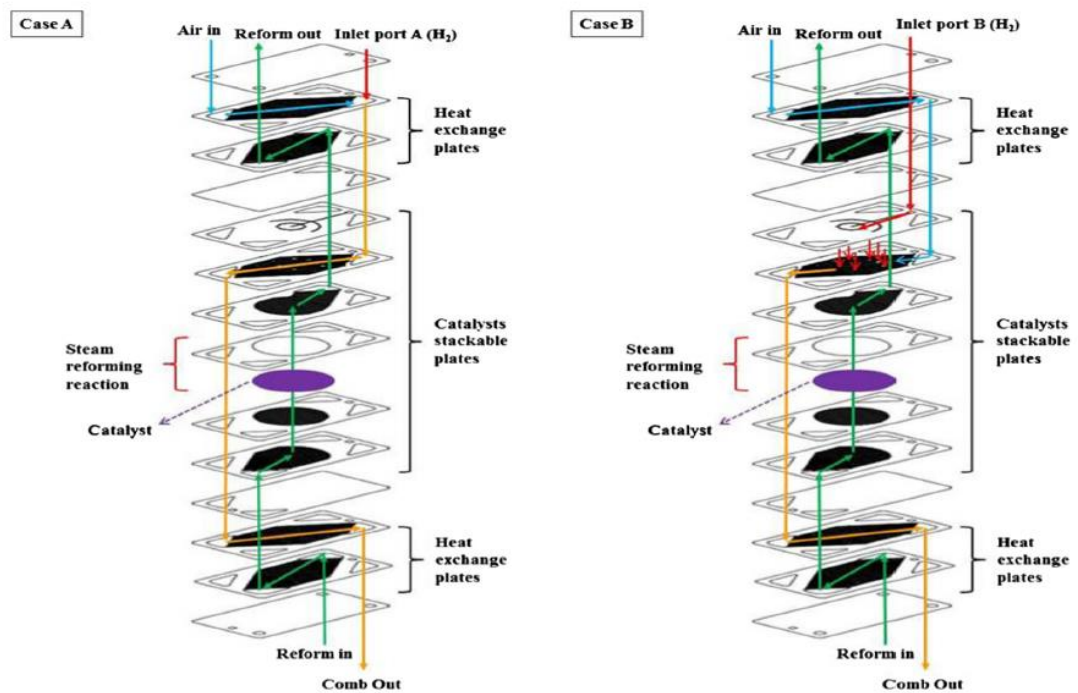 Case A
Air in
Reform out
Inlet port A (H₂)
Heat
exchange
plates
Steam
reforming
reaction
Catalysts
stackable
plates
Catalyst
Heat
exchange
plates
Reform in
Comb Out
Case B
Air in
Reform out
Inlet port B (H₂)
Heat
exchange
plates
Steam
reforming
reaction
Catalysts
stackable
plates
Catalyst
Heat
exchange
plates
Reform in
Comb Out